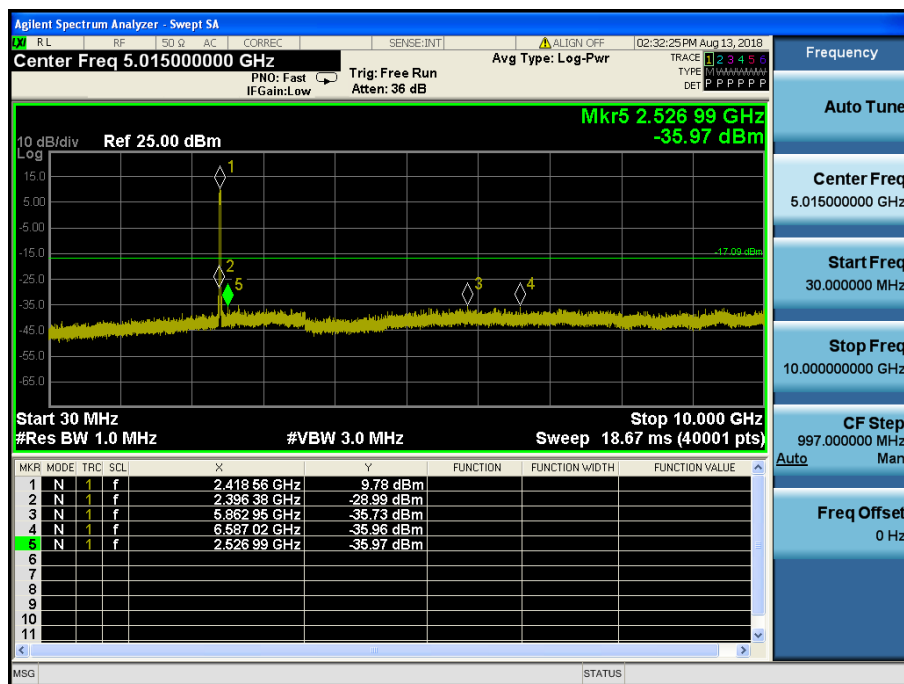 Agilent Spectrum Analyzer - Swept SA
LXI RL RF 50 Ω AC CORREC SENSE:INT ALIGN OFF 02:32:25 PM Aug 13, 2018
Center Freq 5.015000000 GHz
PNO: Fast
IFGain:Low
Trig: Free Run
Atten: 36 dB
Avg Type: Log-Pwr
TRACE 1 2 3 4 5 6
TYPE M W W W W W
DET P P P P P P
Mkr5 2.526 99 GHz
-35.97 dBm
10 dB/div Ref 25.00 dBm
Log
15.0
5.00
-5.00
-15.0
-25.0
-35.0
-45.0
-55.0
-65.0
1
2
5
3
4
-17.09 dBm
Start 30 MHz Stop 10.000 GHz
#Res BW 1.0 MHz #VBW 3.0 MHz Sweep 18.67 ms (40001 pts)
MKR MODE TRC SCL X Y FUNCTION FUNCTION WIDTH FUNCTION VALUE
1 N 1 f 2.418 56 GHz 9.78 dBm
2 N 1 f 2.396 38 GHz -28.99 dBm
3 N 1 f 5.862 95 GHz -35.73 dBm
4 N 1 f 6.587 02 GHz -35.96 dBm
5 N 1 f 2.526 99 GHz -35.97 dBm
6
7
8
9
10
11
MSG STATUS
Frequency
Auto Tune
Center Freq
5.015000000 GHz
Start Freq
30.000000 MHz
Stop Freq
10.000000000 GHz
CF Step
997.000000 MHz
Auto Man
Freq Offset
0 Hz